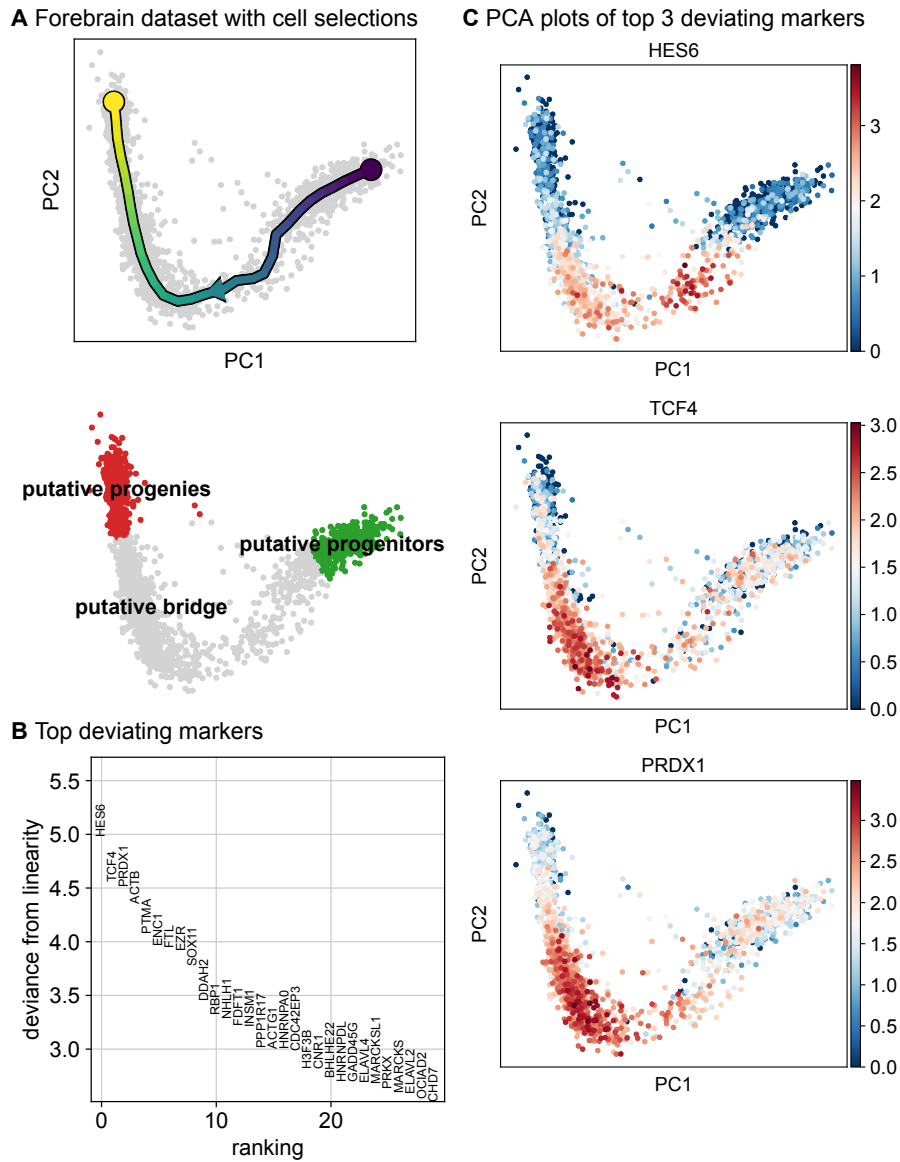 A Forebrain dataset with cell selections
PC2
PC1
putative progenies
putative progenitors
putative bridge
B Top deviating markers
deviance from linearity
5.5
5.0
4.5
4.0
3.5
3.0
HES6
TCF4
PRDX1
ACTB
PTMA
ENC1
FTL
EZR
SOX11
DDAH2
RBP1
NHLH1
FDFT1
INSM1
PPP1R17
ACTG1
HNRNPA0
CDC42EP3
H3F3B
CNR1
BHLHE22
HNRNPDL
GADD45G
ELAVL4
MARCKSL1
PRKX
MARCKS
ELAVL2
OCIAD2
CHD7
0 10 20
ranking
C PCA plots of top 3 deviating markers
HES6
PC2
PC1
3
2
1
0
TCF4
PC2
PC1
3.0
2.5
2.0
1.5
1.0
0.5
0.0
PRDX1
PC2
PC1
3.0
2.5
2.0
1.5
1.0
0.5
0.0